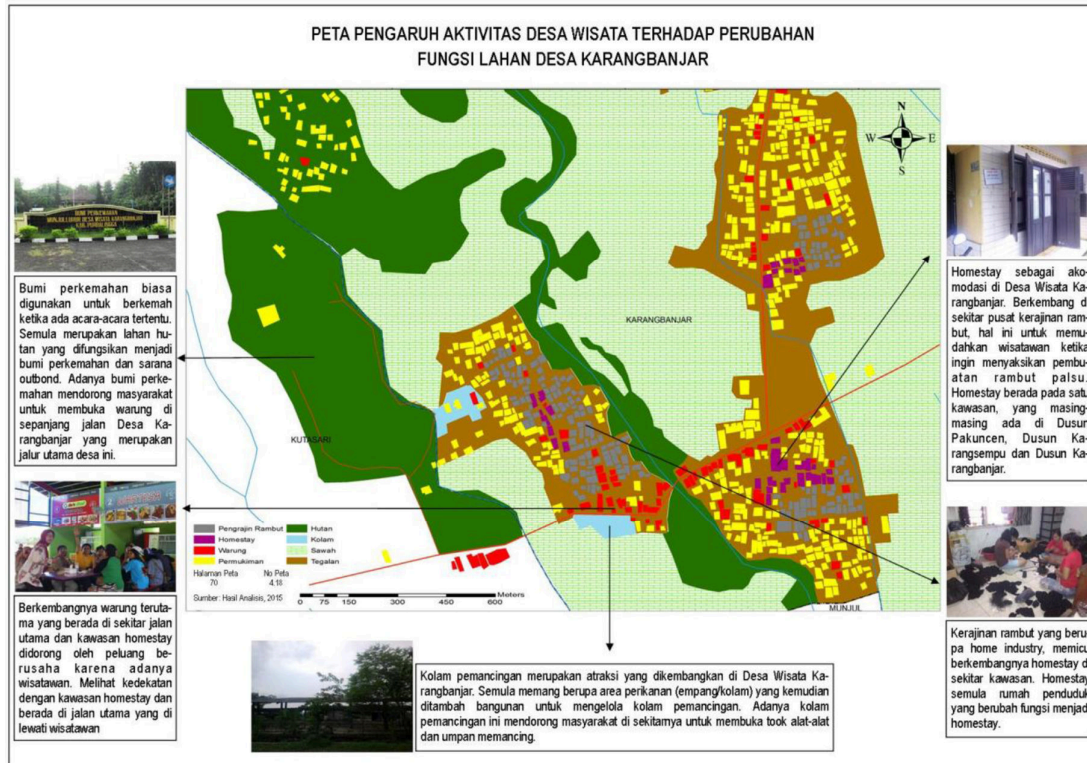 PETA PENGARUH AKTIVITAS DESA WISATA TERHADAP PERUBAHAN
FUNGSI LAHAN DESA KARANGBANJAR
BUMI PERKEMAHAN
KAB. PURBALINGGA
Bumi perkemahan biasa
digunakan untuk berkemah
ketika ada acara-acara tertentu.
Semula merupakan lahan hu-
tan yang difungsikan menjadi
bumi perkemahan dan sarana
outbond. Adanya bumi perke-
mahan mendorong masyarakat
untuk membuka warung di
sepanjang jalan Desa Ka-
rangbanjar yang merupakan
jalur utama desa ini.
Berkembangnya warung teruta-
ma yang berada di sekitar jalan
utama dan kawasan homestay
didorong oleh peluang be-
rusaha karena adanya
wisatawan. Melihat kedekatan
dengan kawasan homestay dan
berada di jalan utama yang di
lewati wisatawan
N
W E
S
KARANGBANJAR
KUTASARI
MUNJUL
Pengrajin Rambut
Homestay
Warung
Permukiman
Hutan
Kolam
Sawah
Tegalan
Halaman Peta No Peta
70 4.18
Sumber: Hasil Analisis, 2015
Meters
0 75 150 300 450 600
Kolam pemancingan merupakan atraksi yang dikembangkan di Desa Wisata Ka-
rangbanjar. Semula memang berupa area perikanan (empang/kolam) yang kemudian
ditambah bangunan untuk mengelola kolam pemancingan. Adanya kolam
pemancingan ini mendorong masyarakat di sekitarnya untuk membuka took alat-alat
dan umpan memancing.
Homestay sebagai ako-
modasi di Desa Wisata Ka-
rangbanjar. Berkembang d
sekitar pusat kerajinan ram-
but, hal ini untuk memu-
dahkan wisatawan ketika
ingin menyaksikan pembu-
atan rambut palsu.
Homestay berada pada satu
kawasan, yang masing-
masing ada di Dusun
Pakuncen, Dusun Ka-
rangsempu dan Dusun Ka-
rangbanjar.
Kerajinan rambut yang beru
pa home industry, memicu
berkembangnya homestay d
sekitar kawasan. Homestay
semula rumah penduduk
yang berubah fungsi menjad
homestay.